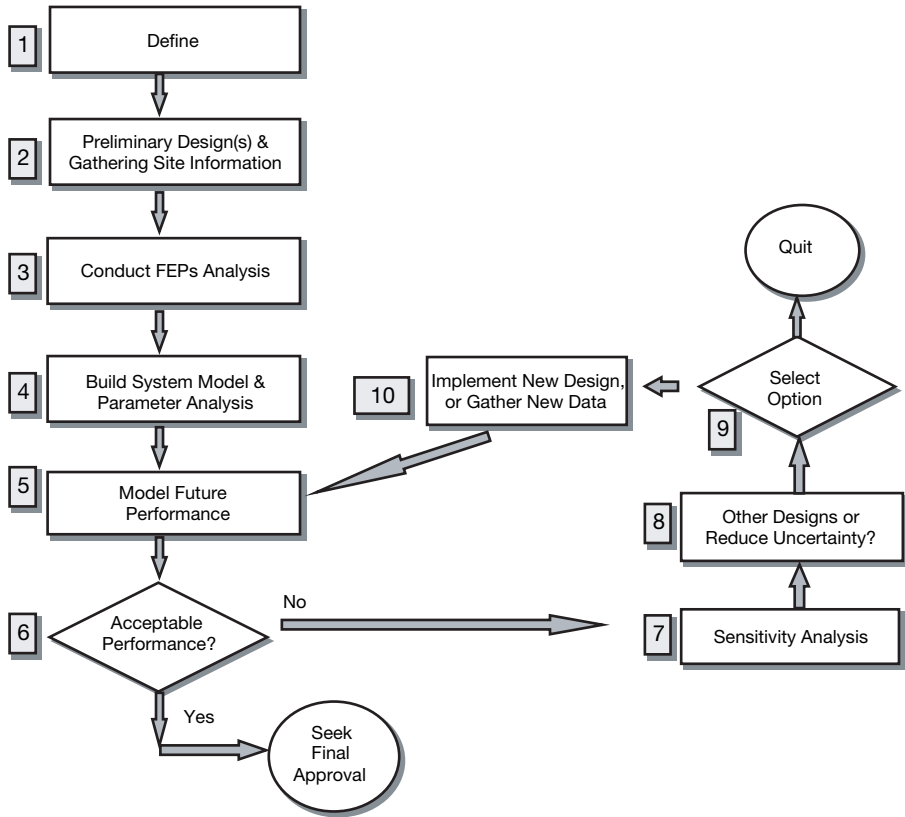 1
Define
2
Preliminary Design(s) &
Gathering Site Information
3
Conduct FEPs Analysis
4
Build System Model &
Parameter Analysis
5
Model Future
Performance
6
Acceptable
Performance?
No
Yes
Seek
Final
Approval
7
Sensitivity Analysis
8
Other Designs or
Reduce Uncertainty?
9
Select
Option
Quit
10
Implement New Design,
or Gather New Data